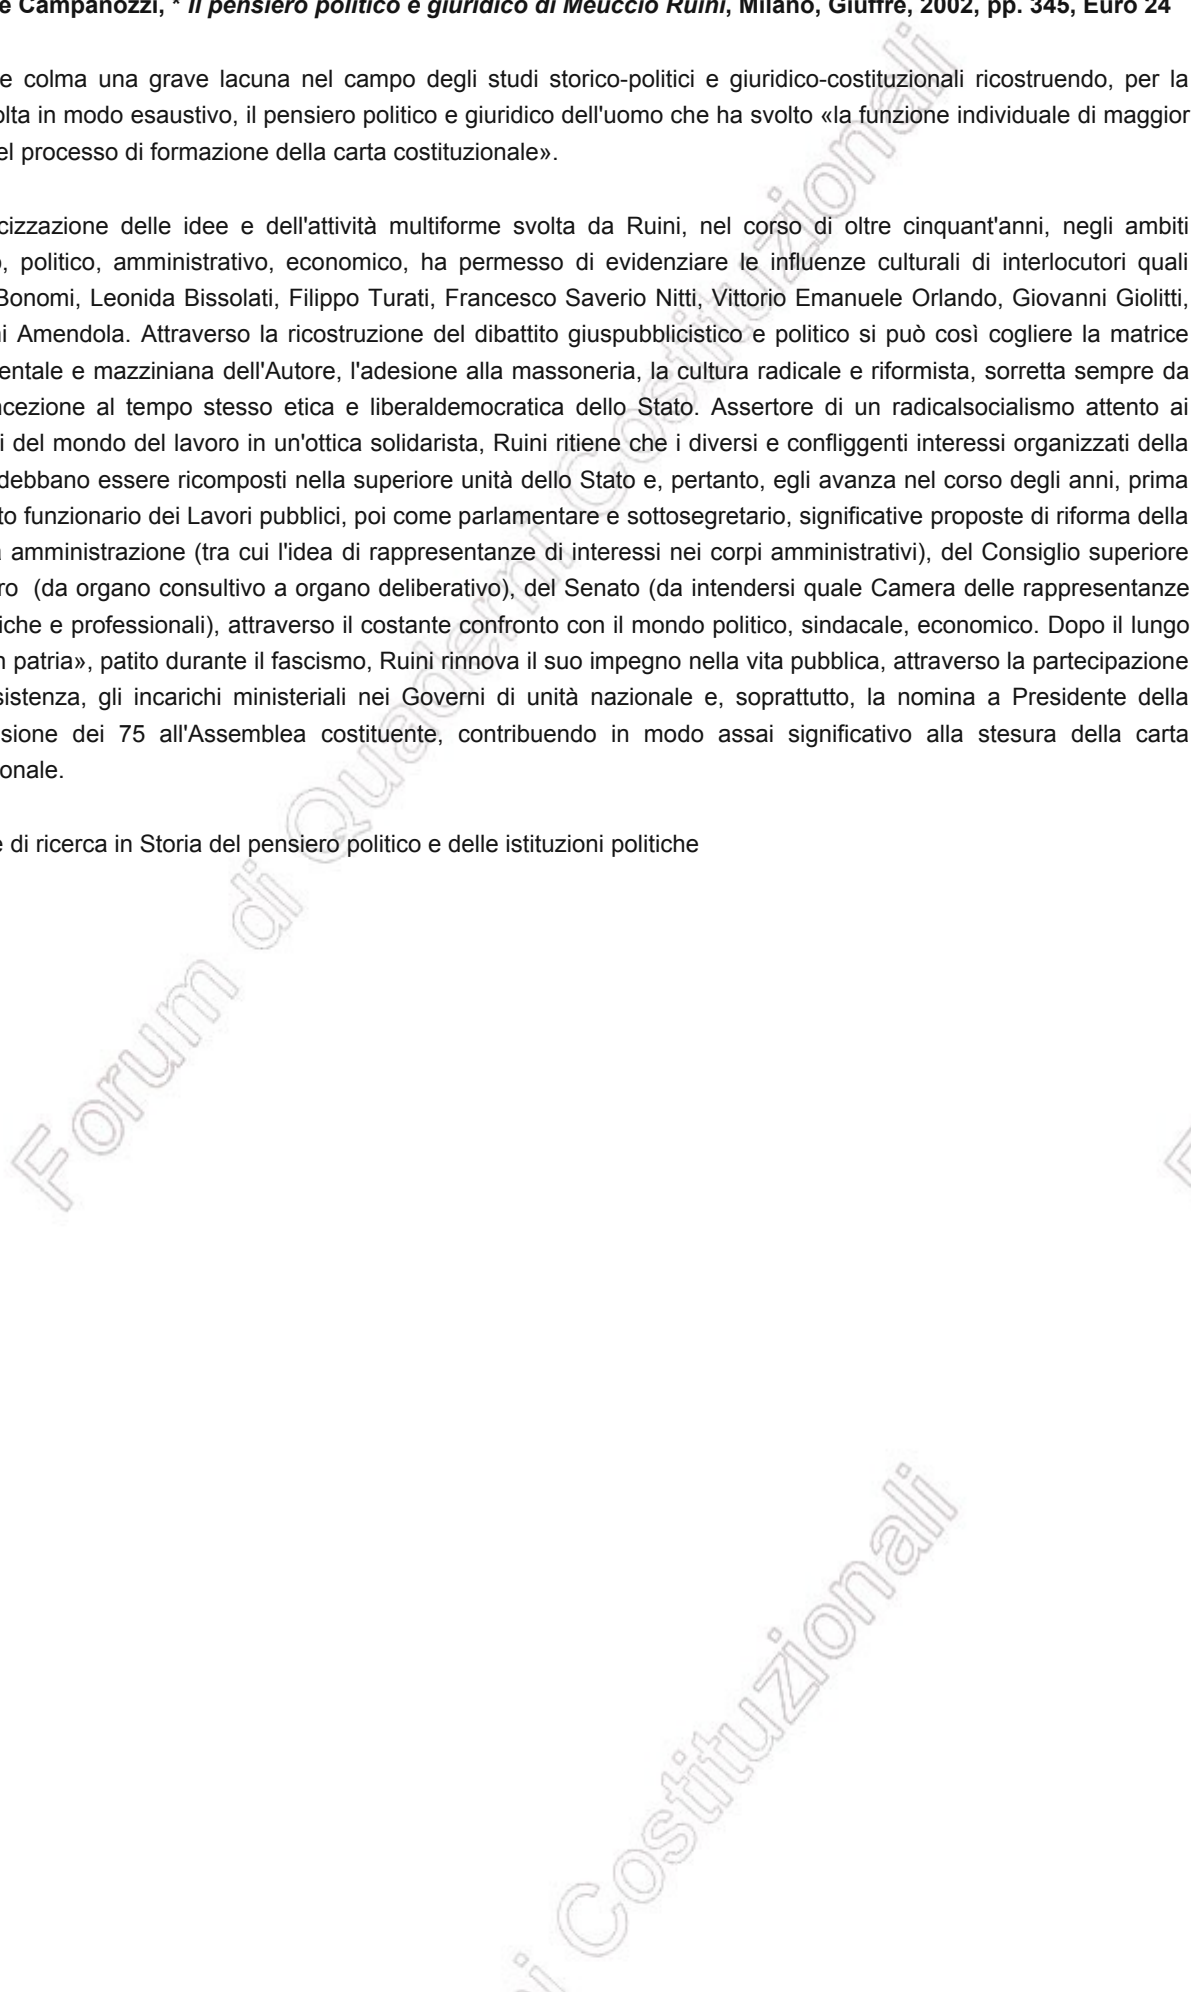 e Campanozzi, * Il pensiero politico e giuridico di Meuccio Ruini, Milano, Giuffrè, 2002, pp. 345, Euro 24
e colma una grave lacuna nel campo degli studi storico-politici e giuridico-costituzionali ricostruendo, per la
olta in modo esaustivo, il pensiero politico e giuridico dell'uomo che ha svolto «la funzione individuale di maggior
el processo di formazione della carta costituzionale».
cizzazione delle idee e dell'attività multiforme svolta da Ruini, nel corso di oltre cinquant'anni, negli ambiti
o, politico, amministrativo, economico, ha permesso di evidenziare le influenze culturali di interlocutori quali
Bonomi, Leonida Bissolati, Filippo Turati, Francesco Saverio Nitti, Vittorio Emanuele Orlando, Giovanni Giolitti,
ni Amendola. Attraverso la ricostruzione del dibattito giuspubblicistico e politico si può così cogliere la matrice
entale e mazziniana dell'Autore, l'adesione alla massoneria, la cultura radicale e riformista, sorretta sempre da
ncezione al tempo stesso etica e liberaldemocratica dello Stato. Assertore di un radicalsocialismo attento ai
i del mondo del lavoro in un'ottica solidarista, Ruini ritiene che i diversi e confliggenti interessi organizzati della
debbano essere ricomposti nella superiore unità dello Stato e, pertanto, egli avanza nel corso degli anni, prima
to funzionario dei Lavori pubblici, poi come parlamentare e sottosegretario, significative proposte di riforma della
a amministrazione (tra cui l'idea di rappresentanze di interessi nei corpi amministrativi), del Consiglio superiore
ro (da organo consultivo a organo deliberativo), del Senato (da intendersi quale Camera delle rappresentanze
iche e professionali), attraverso il costante confronto con il mondo politico, sindacale, economico. Dopo il lungo
n patria», patito durante il fascismo, Ruini rinnova il suo impegno nella vita pubblica, attraverso la partecipazione
sistenza, gli incarichi ministeriali nei Governi di unità nazionale e, soprattutto, la nomina a Presidente della
sione dei 75 all'Assemblea costituente, contribuendo in modo assai significativo alla stesura della carta
onale.
e di ricerca in Storia del pensiero politico e delle istituzioni politiche
Forum di Quaderni Costituzionali
ni Costituzionali